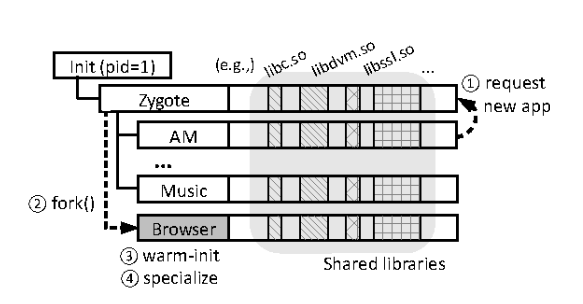 Init (pid=1)
(e.g.,) libc.so libdvm.so libssl.so ...
Zygote
① request
new app
AM
...
Music
② fork()
Browser
③ warm-init
④ specialize
Shared libraries